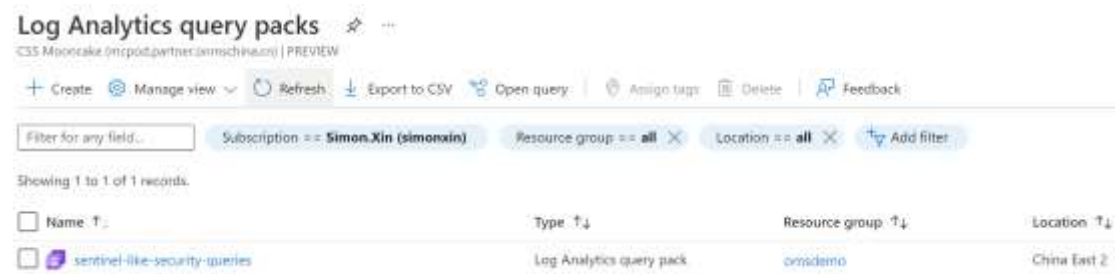 Log Analytics query packs
CSS Mooncake (mcpod.partner.onmschina.cn) | PREVIEW
Create Manage view Refresh Export to CSV Open query Assign tags Delete Feedback
Filter for any field... Subscription == Simon.Xin (simonxin) Resource group == all Location == all Add filter
Showing 1 to 1 of 1 records.
Name Type Resource group Location
sentinel-like-security-queries Log Analytics query pack omsdemo China East 2